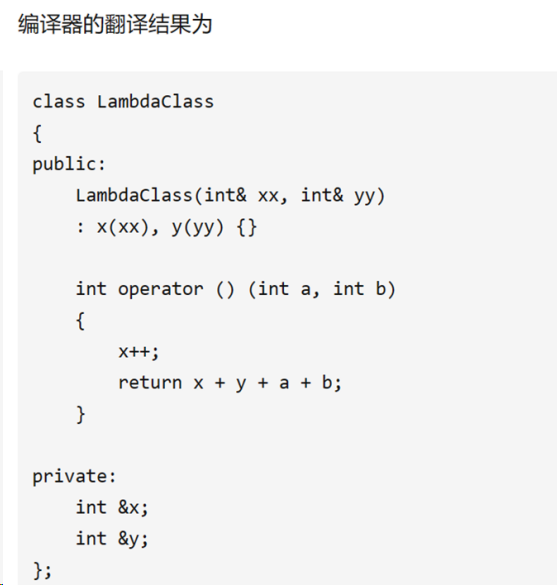 编译器的翻译结果为
class LambdaClass
{
public:
    LambdaClass(int& xx, int& yy)
    : x(xx), y(yy) {}

    int operator () (int a, int b)
    {
        x++;
        return x + y + a + b;
    }

private:
    int &x;
    int &y;
};